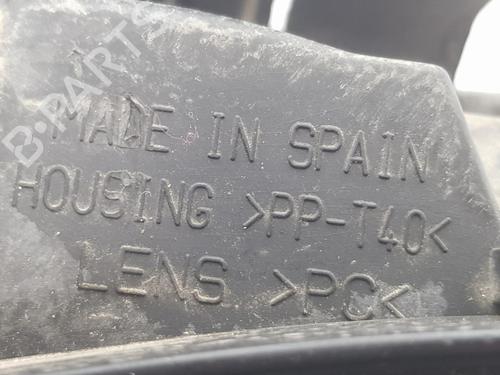 B-PARTS
MADE IN SPAIN
HOUSING >PP-T40<
LENS >PC<